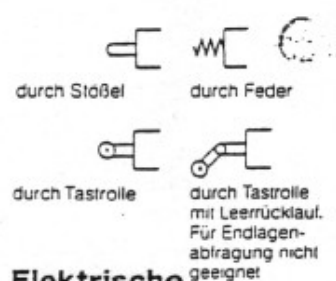 durch Stößel
durch Feder
durch Tastrolle
durch Tastrolle
mit Leerrücklauf.
Für Endlagen-
abfragung nicht
geeignet
Elektrische